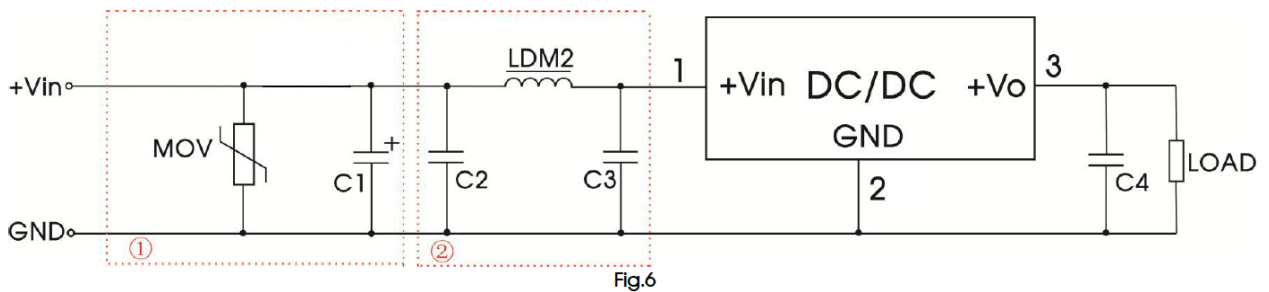 LDM2
1
3
+Vin
+Vin
DC/DC
+Vo
GND
MOV
+
C1
C2
C3
2
C4
LOAD
GND
①
②
Fig.6